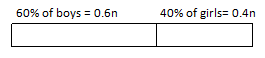 60% of boys = 0.6n 40% of girls= 0.4n